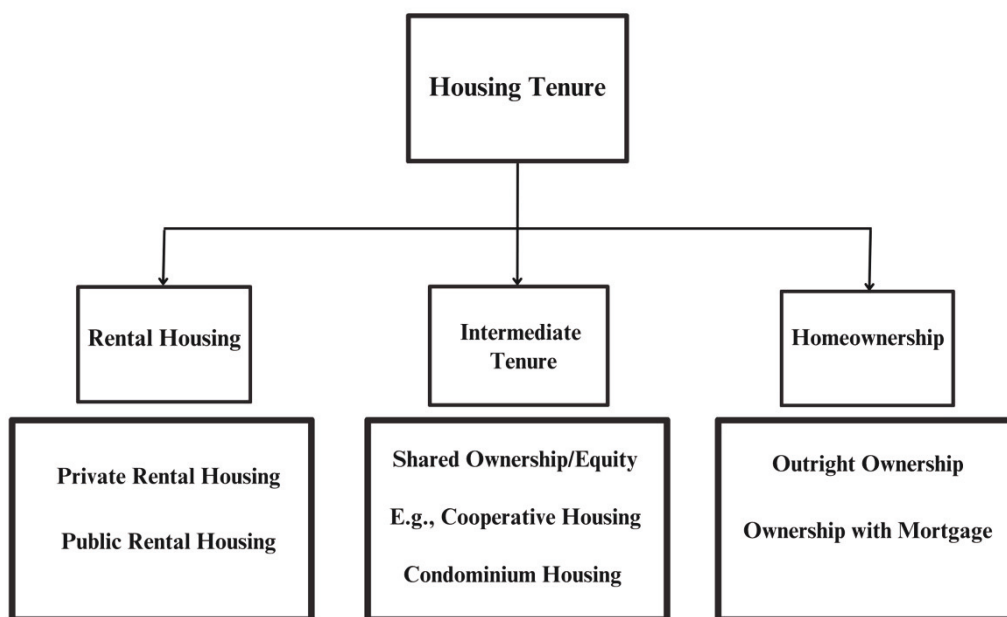 Housing Tenure
Rental Housing
Intermediate
Tenure
Homeownership
Private Rental Housing
Public Rental Housing
Shared Ownership/Equity
E.g., Cooperative Housing
Condominium Housing
Outright Ownership
Ownership with Mortgage